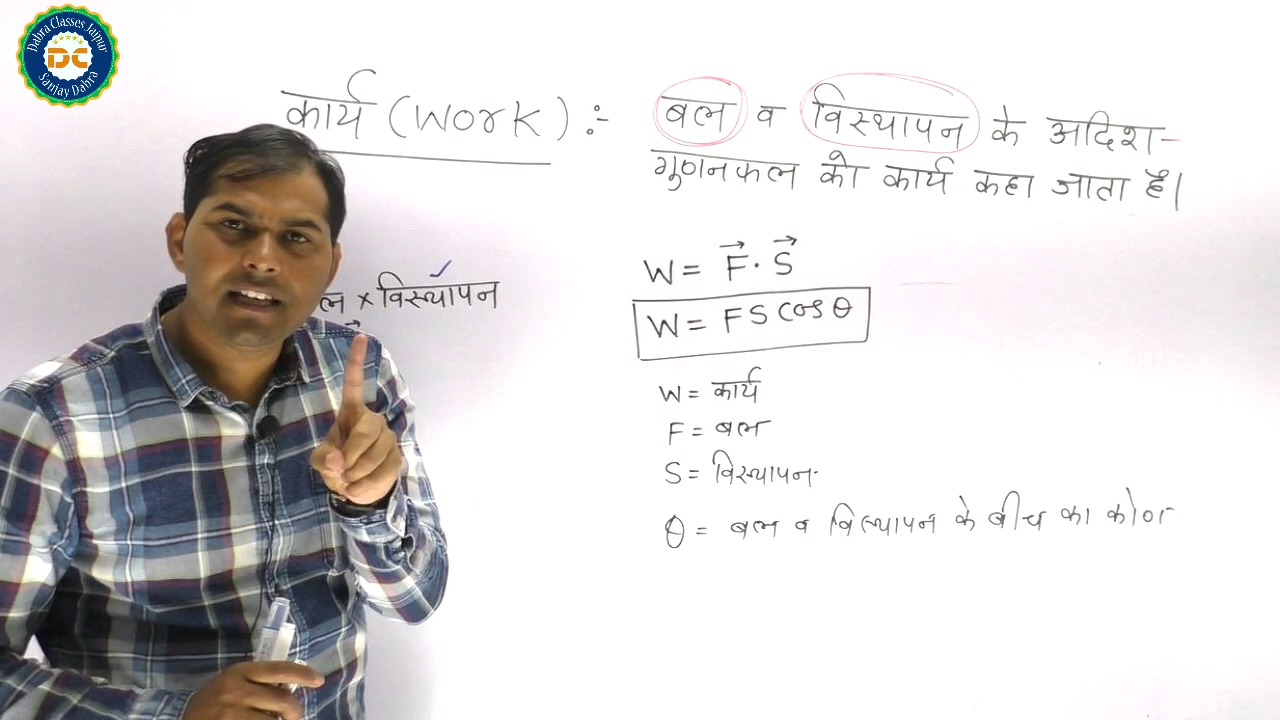 Dabra Classes Jaipur
DC
Sanjay Dabra
कार्य (WORK) :- बल व विस्थापन के अदिश-
गुणनफल को कार्य कहा जाता है।
x विस्थापन
W = F⃗ · S⃗
W = FS cos θ
W = कार्य
F = बल
S = विस्थापन
θ = बल व विस्थापन के बीच का कोण